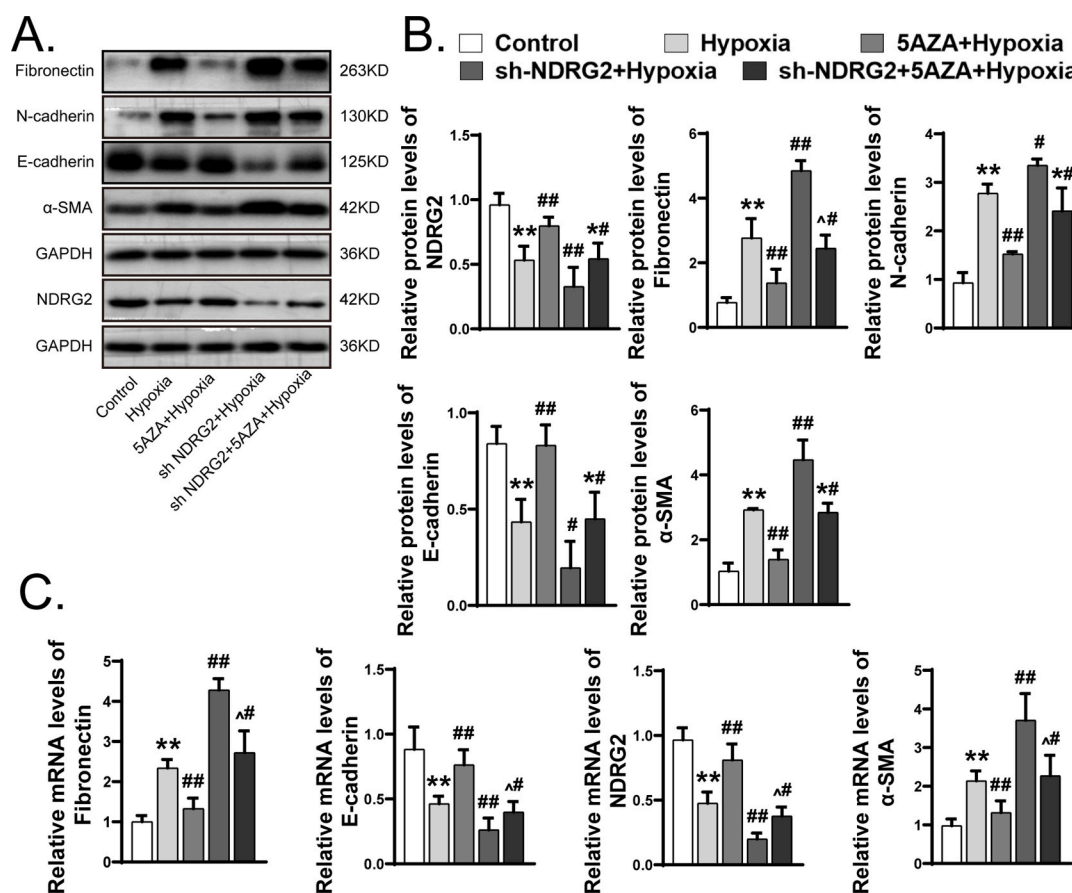 A.
Fibronectin 263KD
N-cadherin 130KD
E-cadherin 125KD
α-SMA 42KD
GAPDH 36KD
NDRG2 42KD
GAPDH 36KD
Control
Hypoxia
5AZA+Hypoxia
sh NDRG2+Hypoxia
sh NDRG2+5AZA+Hypoxia
B.
Control Hypoxia 5AZA+Hypoxia
sh-NDRG2+Hypoxia sh-NDRG2+5AZA+Hypoxia
Relative protein levels of
NDRG2
1.5
1.0
0.5
0.0
** ## ## *#
Relative protein levels of
Fibronectin
6
4
2
0
** ## ## ^#
Relative protein levels of
N-cadherin
4
3
2
1
0
** ## # *#
Relative protein levels of
E-cadherin
1.0
0.5
0.0
** ## # *#
Relative protein levels of
α-SMA
6
4
2
0
** ## ## *#
C.
Relative mRNA levels of
Fibronectin
5
4
3
2
1
0
** ## ## ^#
Relative mRNA levels of
E-cadherin
1.5
1.0
0.5
0.0
** ## ## ^#
Relative mRNA levels of
NDRG2
1.5
1.0
0.5
0.0
** ## ## ^#
Relative mRNA levels of
α-SMA
5
4
3
2
1
0
** ## ## ^#